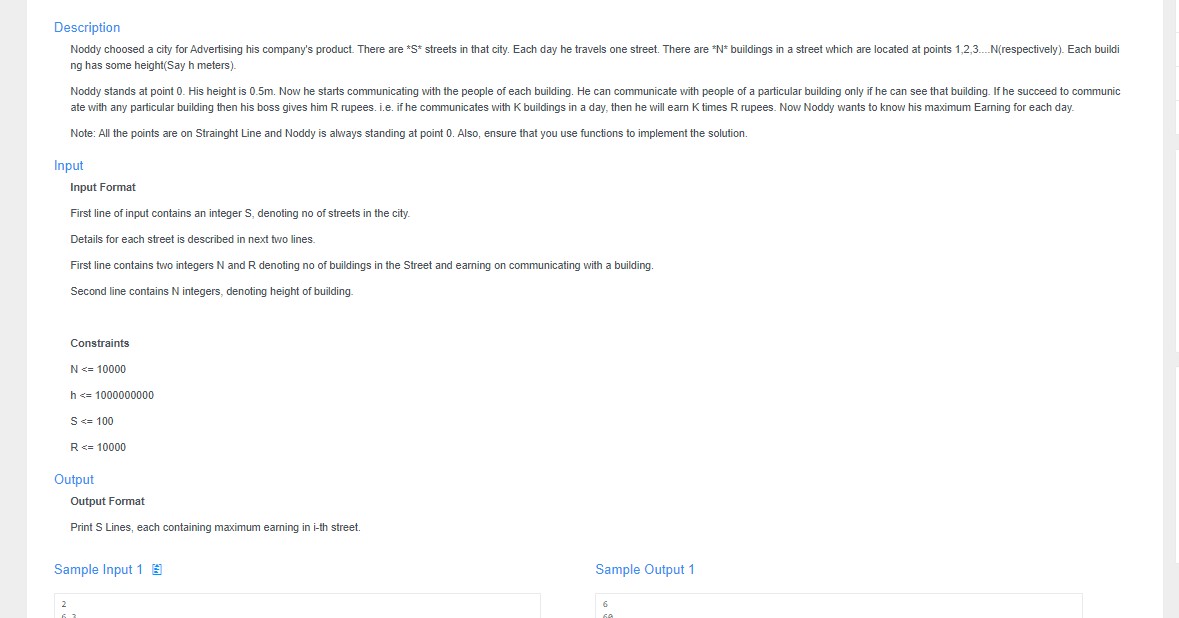 Description
Noddy choosed a city for Advertising his company's product. There are *S* streets in that city. Each day he travels one street. There are *N* buildings in a street which are located at points 1,2,3....N(respectively). Each buildi
ng has some height(Say h meters).
Noddy stands at point 0. His height is 0.5m. Now he starts communicating with the people of each building. He can communicate with people of a particular building only if he can see that building. If he succeed to communic
ate with any particular building then his boss gives him R rupees. i.e. if he communicates with K buildings in a day, then he will earn K times R rupees. Now Noddy wants to know his maximum Earning for each day.
Note: All the points are on Strainght Line and Noddy is always standing at point 0. Also, ensure that you use functions to implement the solution.
Input
Input Format
First line of input contains an integer S, denoting no of streets in the city.
Details for each street is described in next two lines.
First line contains two integers N and R denoting no of buildings in the Street and earning on communicating with a building.
Second line contains N integers, denoting height of building.
Constraints
N <= 10000
h <= 1000000000
S <= 100
R <= 10000
Output
Output Format
Print S Lines, each containing maximum earning in i-th street.
Sample Input 1 Sample Output 1
2 6